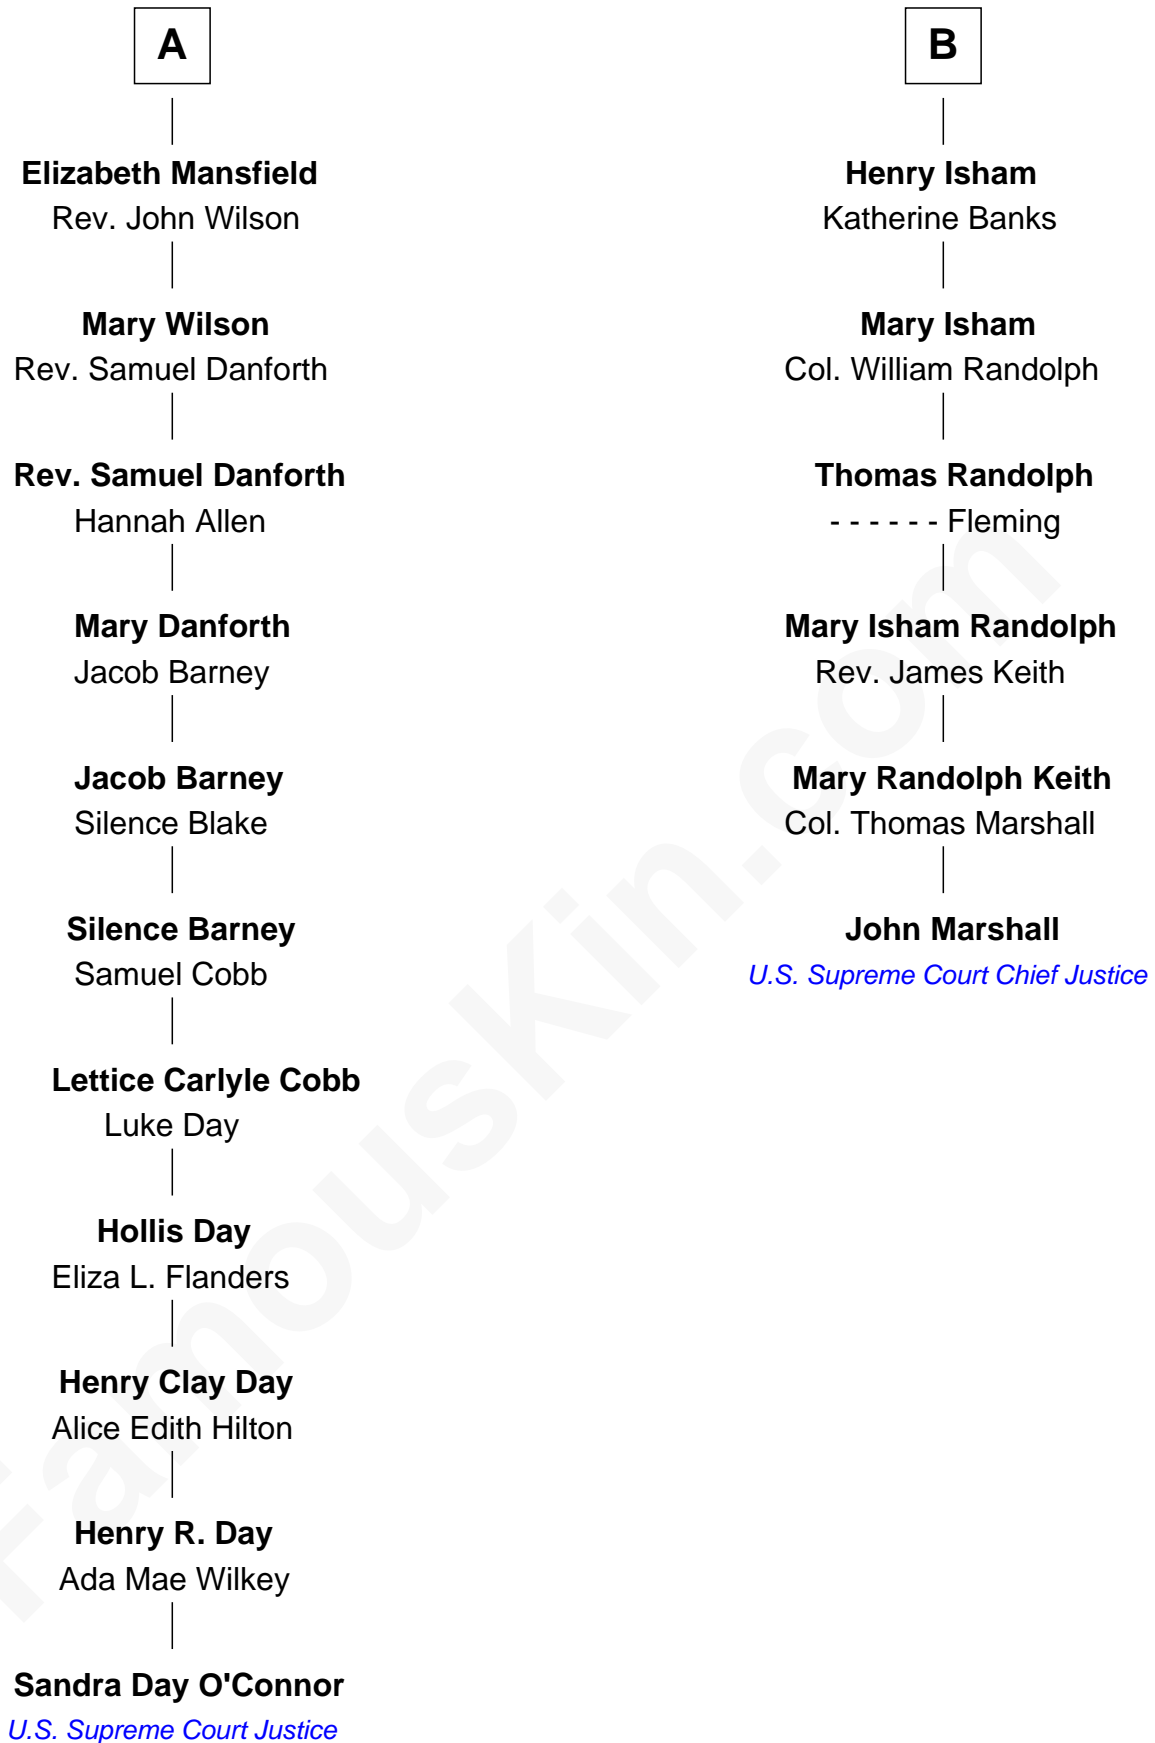 A
Elizabeth Mansfield
Rev. John Wilson
Mary Wilson
Rev. Samuel Danforth
Rev. Samuel Danforth
Hannah Allen
Mary Danforth
Jacob Barney
Jacob Barney
Silence Blake
Silence Barney
Samuel Cobb
Lettice Carlyle Cobb
Luke Day
Hollis Day
Eliza L. Flanders
Henry Clay Day
Alice Edith Hilton
Henry R. Day
Ada Mae Wilkey
Sandra Day O'Connor
U.S. Supreme Court Justice
B
Henry Isham
Katherine Banks
Mary Isham
Col. William Randolph
Thomas Randolph
- - - - - - Fleming
Mary Isham Randolph
Rev. James Keith
Mary Randolph Keith
Col. Thomas Marshall
John Marshall
U.S. Supreme Court Chief Justice
FamousKin.com